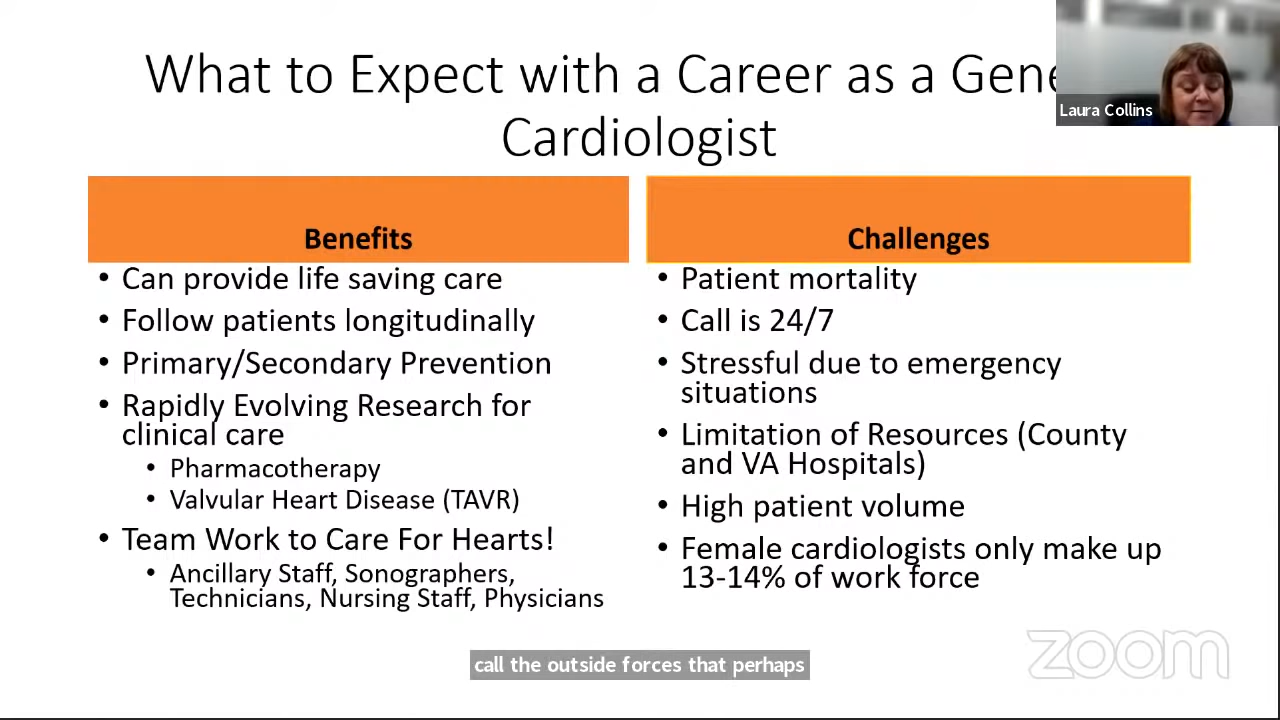 What to Expect with a Career as a Gene
Cardiologist
Laura Collins
Benefits
• Can provide life saving care
• Follow patients longitudinally
• Primary/Secondary Prevention
• Rapidly Evolving Research for
clinical care
• Pharmacotherapy
• Valvular Heart Disease (TAVR)
• Team Work to Care For Hearts!
• Ancillary Staff, Sonographers,
Technicians, Nursing Staff, Physicians
Challenges
• Patient mortality
• Call is 24/7
• Stressful due to emergency
situations
• Limitation of Resources (County
and VA Hospitals)
• High patient volume
• Female cardiologists only make up
13-14% of work force
call the outside forces that perhaps
zoom